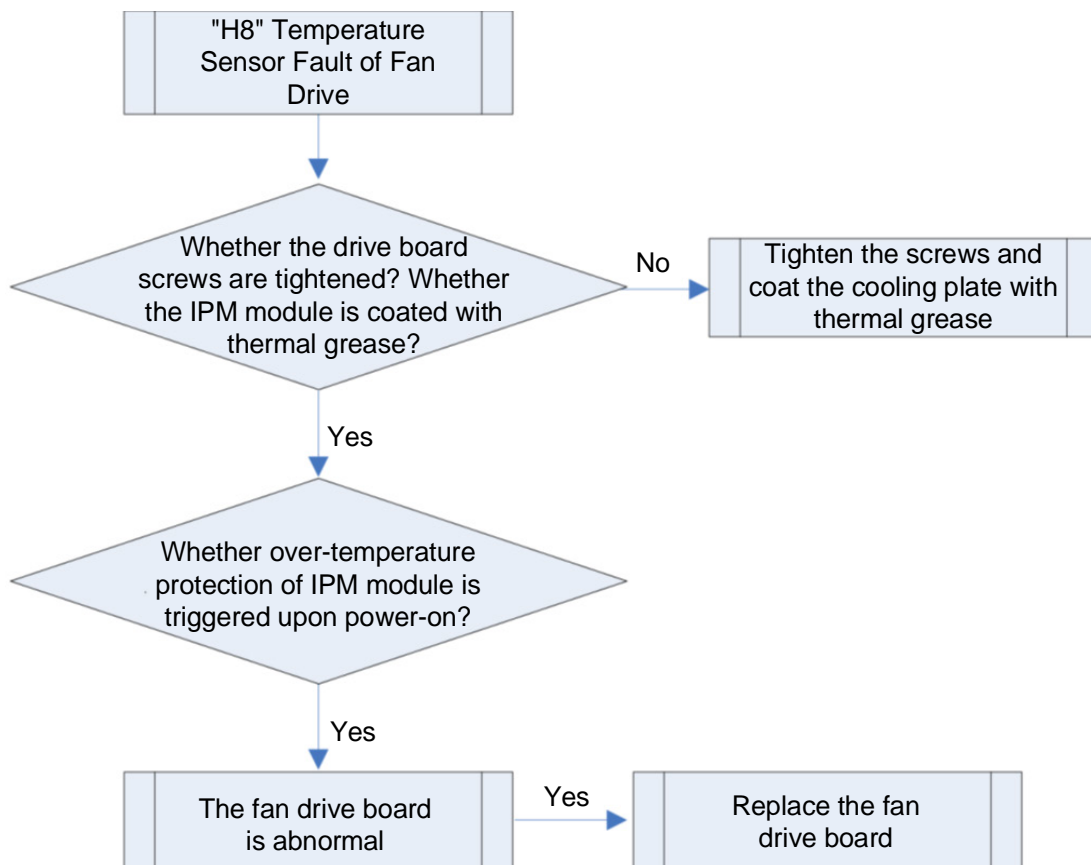 "H8" Temperature
Sensor Fault of Fan
Drive
Whether the drive board
screws are tightened? Whether
the IPM module is coated with
thermal grease?
No
Tighten the screws and
coat the cooling plate with
thermal grease
Yes
Whether over-temperature
protection of IPM module is
triggered upon power-on?
Yes
The fan drive board
is abnormal
Yes
Replace the fan
drive board